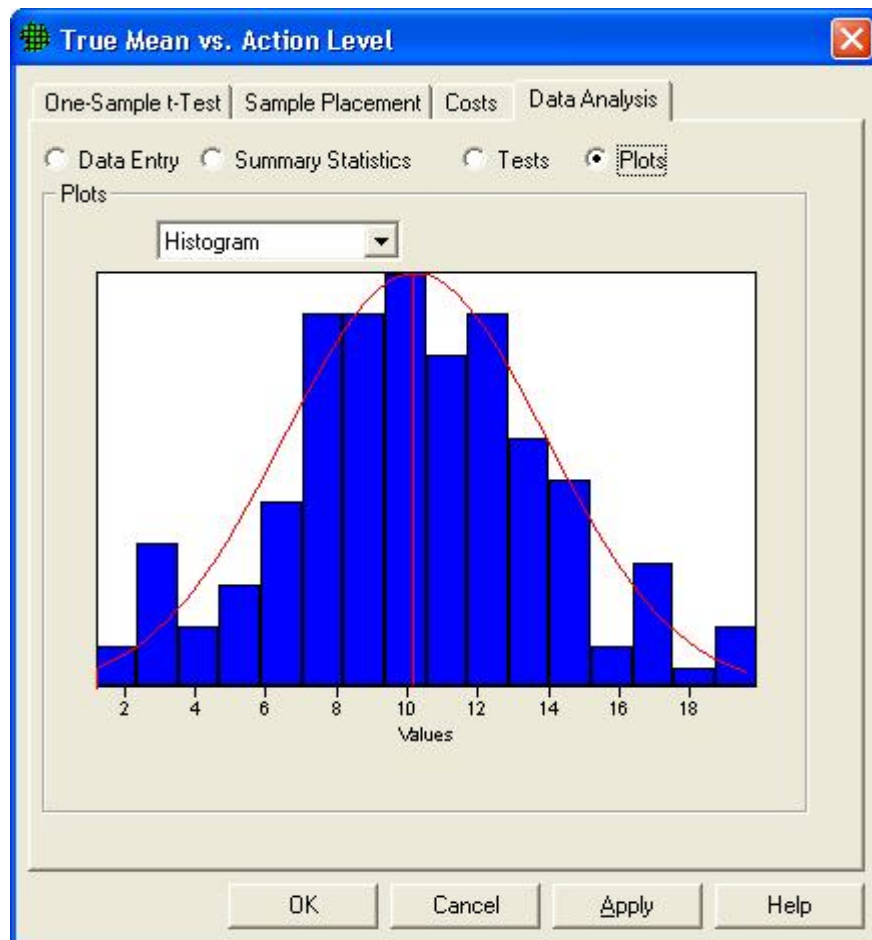 True Mean vs. Action Level
One-Sample t-Test Sample Placement Costs Data Analysis
Data Entry Summary Statistics Tests Plots
Plots
Histogram
2 4 6 8 10 12 14 16 18
Values
OK Cancel Apply Help